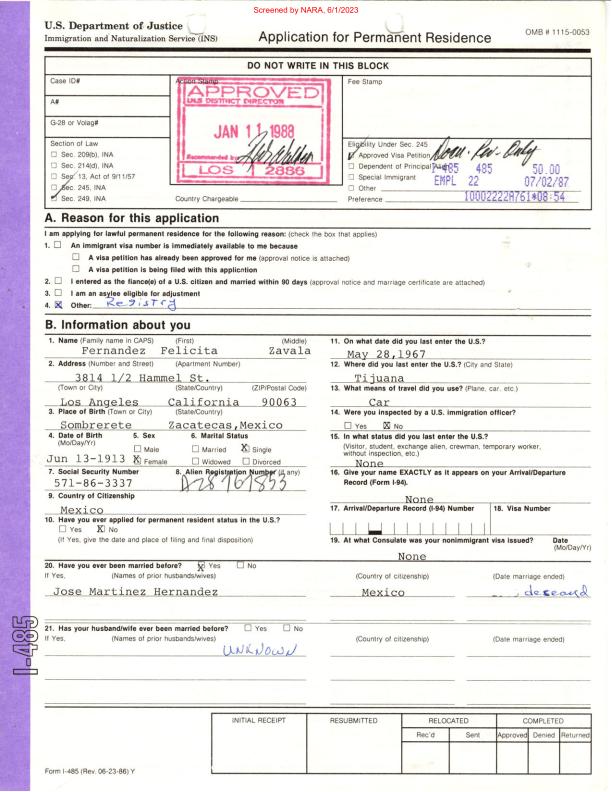 Screened by NARA, 6/1/2023
U.S. Department of Justice
Immigration and Naturalization Service (INS)
Application for Permanent Residence
OMB # 1115-0053
DO NOT WRITE IN THIS BLOCK
Case ID#
Action Stamp
Fee Stamp
A#
G-28 or Volag#
APPROVED
U.S. DISTRICT DIRECTOR
JAN 11 1988
Recommended by
LOS 2886
Section of Law
☐ Sec. 209(b), INA
☐ Sec. 214(d), INA
☐ Sec. 13, Act of 9/11/57
☐ Sec. 245, INA
☑ Sec. 249, INA
Country Chargeable
Eligibility Under Sec. 245
Approved Visa Petition
☐ Dependent of Principal Alien
☐ Special Immigrant
☐ Other
Preference
I-485 485 50.00
EMPL 22 07/02/87
10002222A761*08:54
A. Reason for this application
I am applying for lawful permanent residence for the following reason: (check the box that applies)
1. ☐ An immigrant visa number is immediately available to me because
☐ A visa petition has already been approved for me (approval notice is attached)
☐ A visa petition is being filed with this application
2. ☐ I entered as the fiance(e) of a U.S. citizen and married within 90 days (approval notice and marriage certificate are attached)
3. ☐ I am an asylee eligible for adjustment
4. ☒ Other: Registry
B. Information about you
1. Name (Family name in CAPS) (First) (Middle)
Fernandez Felicita Zavala
2. Address (Number and Street) (Apartment Number)
3814 1/2 Hammel St.
(Town or City) (State/Country) (ZIP/Postal Code)
Los Angeles California 90063
3. Place of Birth (Town or City) (State/Country)
Sombrerete Zacatecas,Mexico
4. Date of Birth (Mo/Day/Yr)
Jun 13-1913
5. Sex
☐ Male
☒ Female
6. Marital Status
☐ Married ☒ Single
☐ Widowed ☐ Divorced
7. Social Security Number
571-86-3337
8. Alien Registration Number (if any)
A28761853
9. Country of Citizenship
Mexico
10. Have you ever applied for permanent resident status in the U.S.?
☐ Yes ☒ No
(If Yes, give the date and place of filing and final disposition)
11. On what date did you last enter the U.S.?
May 28,1967
12. Where did you last enter the U.S.? (City and State)
Tijuana
13. What means of travel did you use? (Plane, car, etc.)
Car
14. Were you inspected by a U.S. immigration officer?
☐ Yes ☒ No
15. In what status did you last enter the U.S.?
(Visitor, student, exchange alien, crewman, temporary worker,
without inspection, etc.)
None
16. Give your name EXACTLY as it appears on your Arrival/Departure
Record (Form I-94).
None
17. Arrival/Departure Record (I-94) Number 18. Visa Number
19. At what Consulate was your nonimmigrant visa issued? Date
(Mo/Day/Yr)
None
20. Have you ever been married before? ☒ Yes ☐ No
If Yes, (Names of prior husbands/wives) (Country of citizenship) (Date marriage ended)
Jose Martinez Hernandez Mexico
21. Has your husband/wife ever been married before? ☐ Yes ☐ No
If Yes, (Names of prior husbands/wives) (Country of citizenship) (Date marriage ended)
UNKNOWN
I-485
INITIAL RECEIPT RESUBMITTED RELOCATED COMPLETED
Rec'd Sent Approved Denied Returned
Form I-485 (Rev. 06-23-86) Y